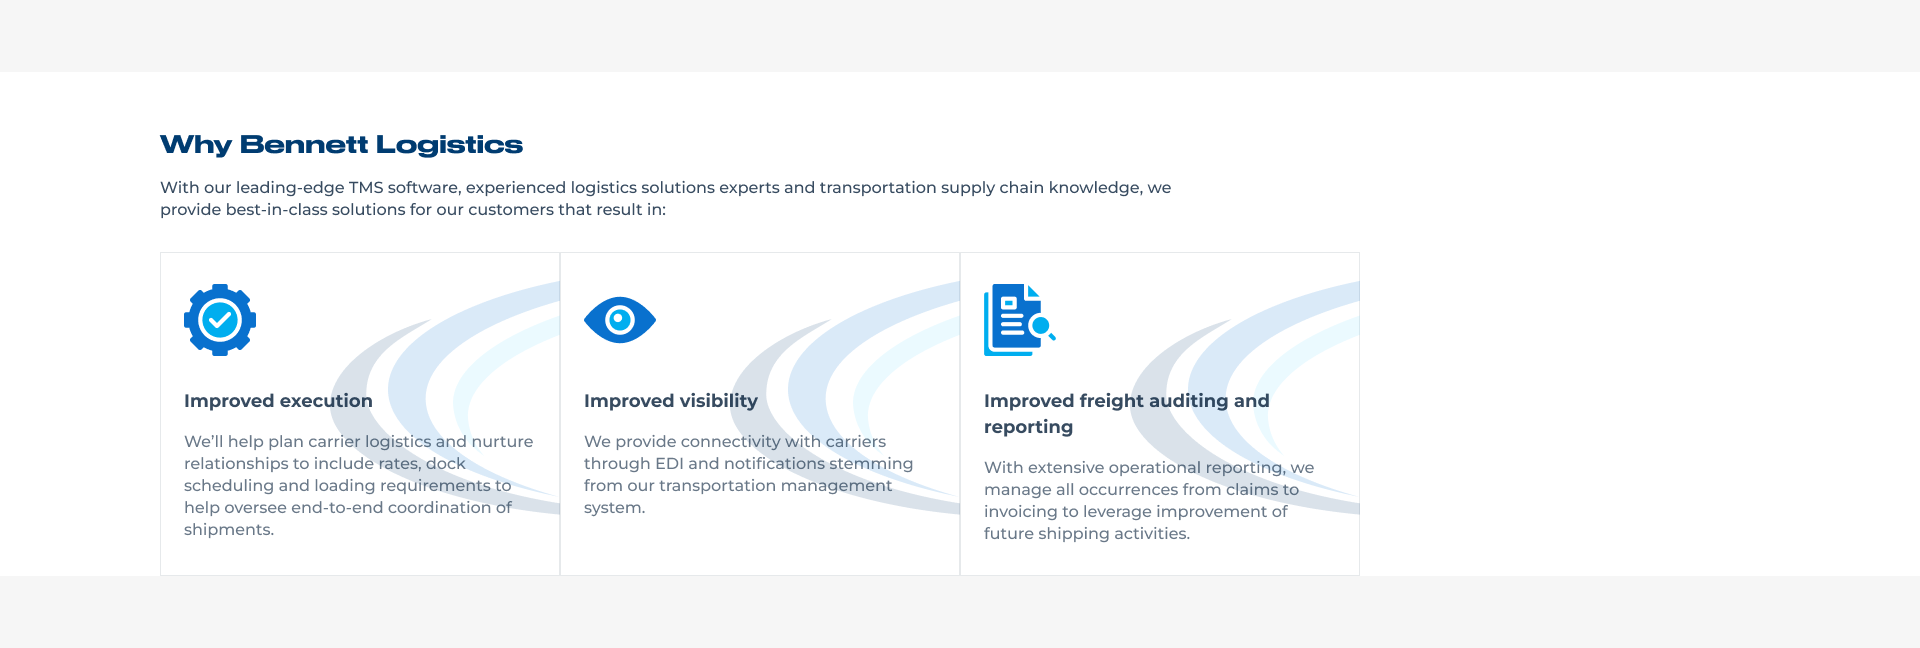 Why Bennett Logistics
With our leading-edge TMS software, experienced logistics solutions experts and transportation supply chain knowledge, we
provide best-in-class solutions for our customers that result in:
Improved execution
We’ll help plan carrier logistics and nurture
relationships to include rates, dock
scheduling and loading requirements to
help oversee end-to-end coordination of
shipments.
Improved visibility
We provide connectivity with carriers
through EDI and notifications stemming
from our transportation management
system.
Improved freight auditing and
reporting
With extensive operational reporting, we
manage all occurrences from claims to
invoicing to leverage improvement of
future shipping activities.